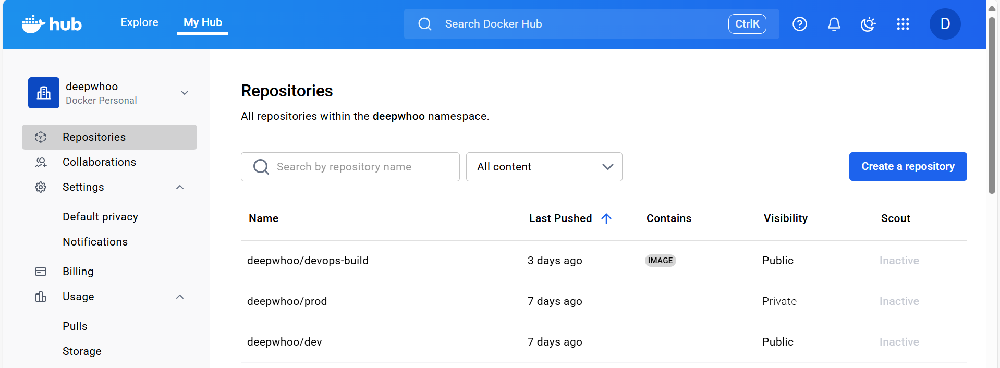 hub
Explore
My Hub
Search Docker Hub
CtrlK
D
deepwhoo
Docker Personal
Repositories
Collaborations
Settings
Default privacy
Notifications
Billing
Usage
Pulls
Storage
Repositories
All repositories within the deepwhoo namespace.
Search by repository name
All content
Create a repository
Name Last Pushed Contains Visibility Scout
deepwhoo/devops-build 3 days ago IMAGE Public Inactive
deepwhoo/prod 7 days ago Private Inactive
deepwhoo/dev 7 days ago Public Inactive